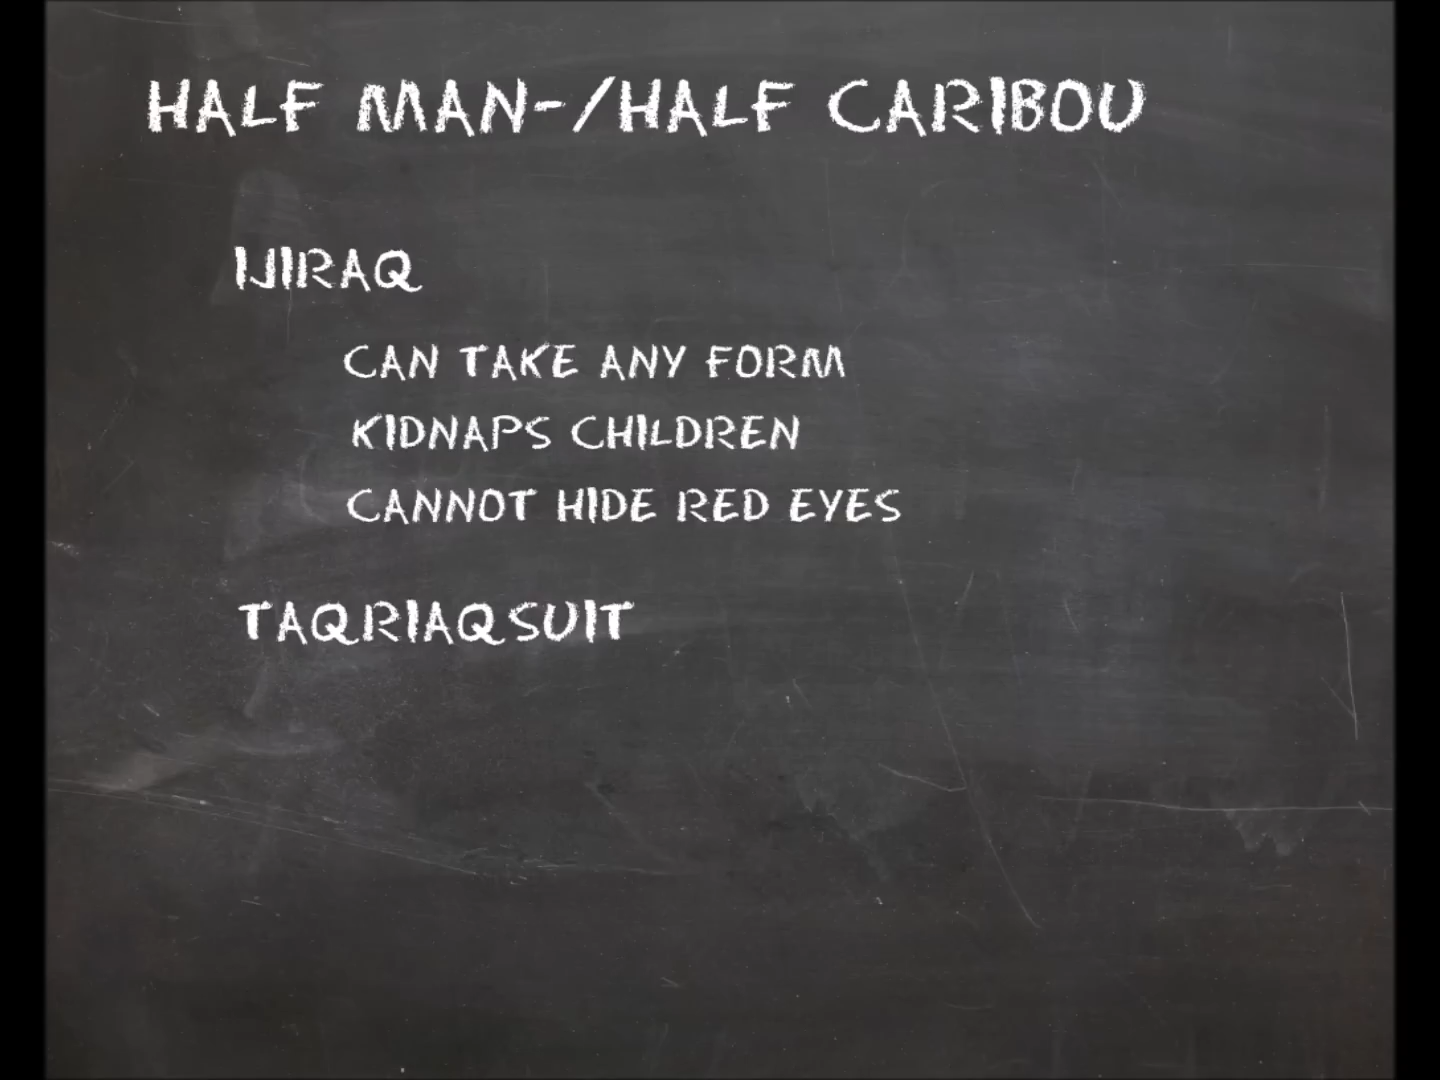 HALF MAN-/HALF CARIBOU
IJIRAQ
CAN TAKE ANY FORM
KIDNAPS CHILDREN
CANNOT HIDE RED EYES
TAQRIAQSUIT